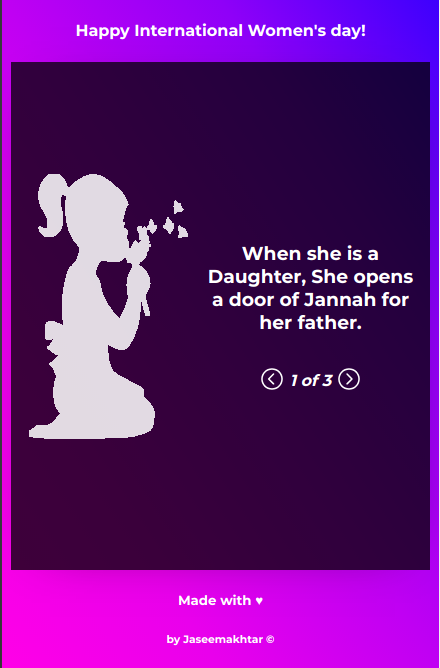 Happy International Women's day!
When she is a
Daughter, She opens
a door of Jannah for
her father.
1 of 3
Made with ♥
by Jaseemakhtar ©